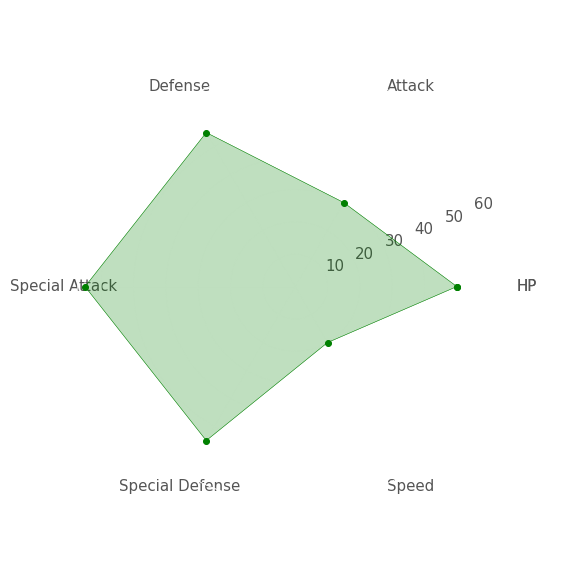 Defense
Attack
60
50
40
30
20
10
Special Attack
HP
Special Defense
Speed